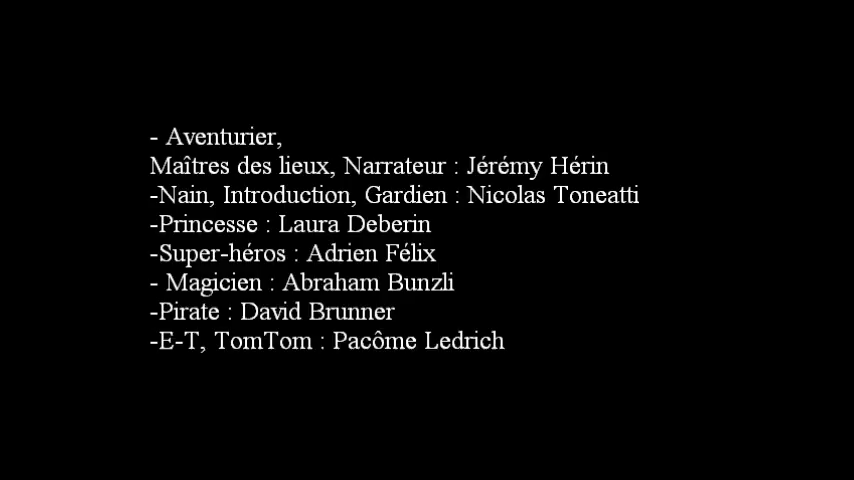 - Aventurier,
Maîtres des lieux, Narrateur : Jérémy Hérin
-Nain, Introduction, Gardien : Nicolas Toneatti
-Princesse : Laura Deberin
-Super-héros : Adrien Félix
- Magicien : Abraham Bunzli
-Pirate : David Brunner
-E-T, TomTom : Pacôme Ledrich